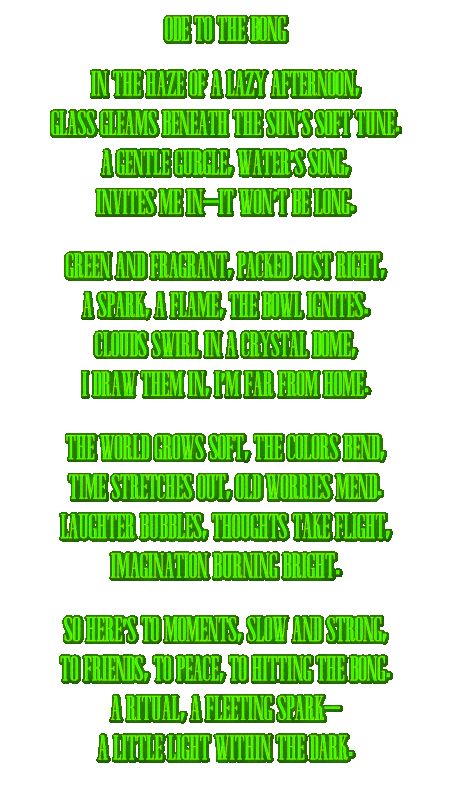 ODE TO THE BONG
IN THE HAZE OF A LAZY AFTERNOON,
GLASS GLEAMS BENEATH THE SUN'S SOFT TUNE.
A GENTLE GURGLE, WATER'S SONG,
INVITES ME IN—IT WON'T BE LONG.
GREEN AND FRAGRANT, PACKED JUST RIGHT,
A SPARK, A FLAME, THE BOWL IGNITES.
CLOUDS SWIRL IN A CRYSTAL DOME,
I DRAW THEM IN, I'M FAR FROM HOME.
THE WORLD GROWS SOFT, THE COLORS BEND,
TIME STRETCHES OUT, OLD WORRIES MEND.
LAUGHTER BUBBLES, THOUGHTS TAKE FLIGHT,
IMAGINATION BURNING BRIGHT.
SO HERE'S TO MOMENTS, SLOW AND STRONG,
TO FRIENDS, TO PEACE, TO HITTING THE BONG.
A RITUAL, A FLEETING SPARK—
A LITTLE LIGHT WITHIN THE DARK.